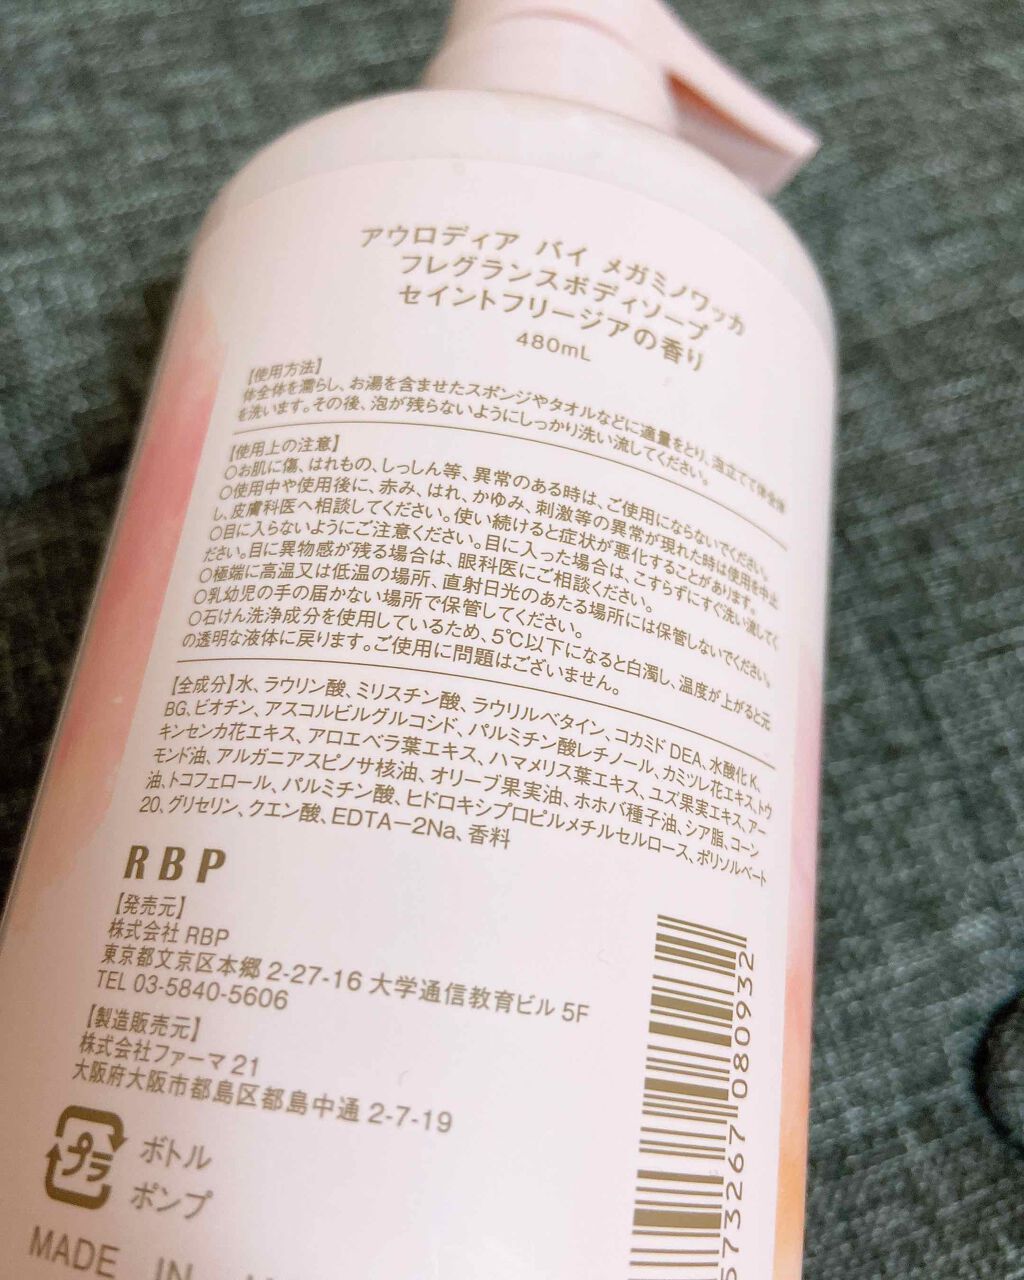 アウロディア バイ メガミノワッカ
フレグランスボディソープ
セイントフリージアの香り
480mL
【使用方法】
体全体を濡らし、お湯を含ませたスポンジやタオルなどに適量をとり、泡立てて体全体
を洗います。その後、泡が残らないようにしっかり洗い流してください。
【使用上の注意】
○お肌に傷、はれもの、しっしん等、異常のある時は、ご使用にならないでください。
○使用中や使用後に、赤み、はれ、かゆみ、刺激等の異常が現れた時は使用を中止
し、皮膚科医へ相談してください。使い続けると症状が悪化することがあります。
○目に入らないようにご注意ください。目に入った場合は、こすらずにすぐ洗い流してく
ださい。目に異物感が残る場合は、眼科医にご相談ください。
○極端に高温又は低温の場所、直射日光のあたる場所には保管しないでください。
○乳幼児の手の届かない場所で保管してください。
○石けん洗浄成分を使用しているため、5℃以下になると白濁し、温度が上がると元
の透明な液体に戻ります。ご使用に問題はございません。
【全成分】水、ラウリン酸、ミリスチン酸、ラウリルベタイン、コカミドDEA、水酸化K、
BG、ビオチン、アスコルビルグルコシド、パルミチン酸レチノール、カミツレ花エキス、トウ
キンセンカ花エキス、アロエベラ葉エキス、ハマメリス葉エキス、ユズ果実エキス、アー
モンド油、アルガニアスピノサ核油、オリーブ果実油、ホホバ種子油、シア脂、コーン
油、トコフェロール、パルミチン酸、ヒドロキシプロピルメチルセルロース、ポリソルベート
20、グリセリン、クエン酸、EDTA－2Na、香料
RBP
【発売元】
株式会社 RBP
東京都文京区本郷 2-27-16 大学通信教育ビル 5F
TEL 03-5840-5606
【製造販売元】
株式会社ファーマ 21
大阪府大阪市都島区都島中通 2-7-19
プラ
ボトル
ポンプ
MADE IN
573267 080932